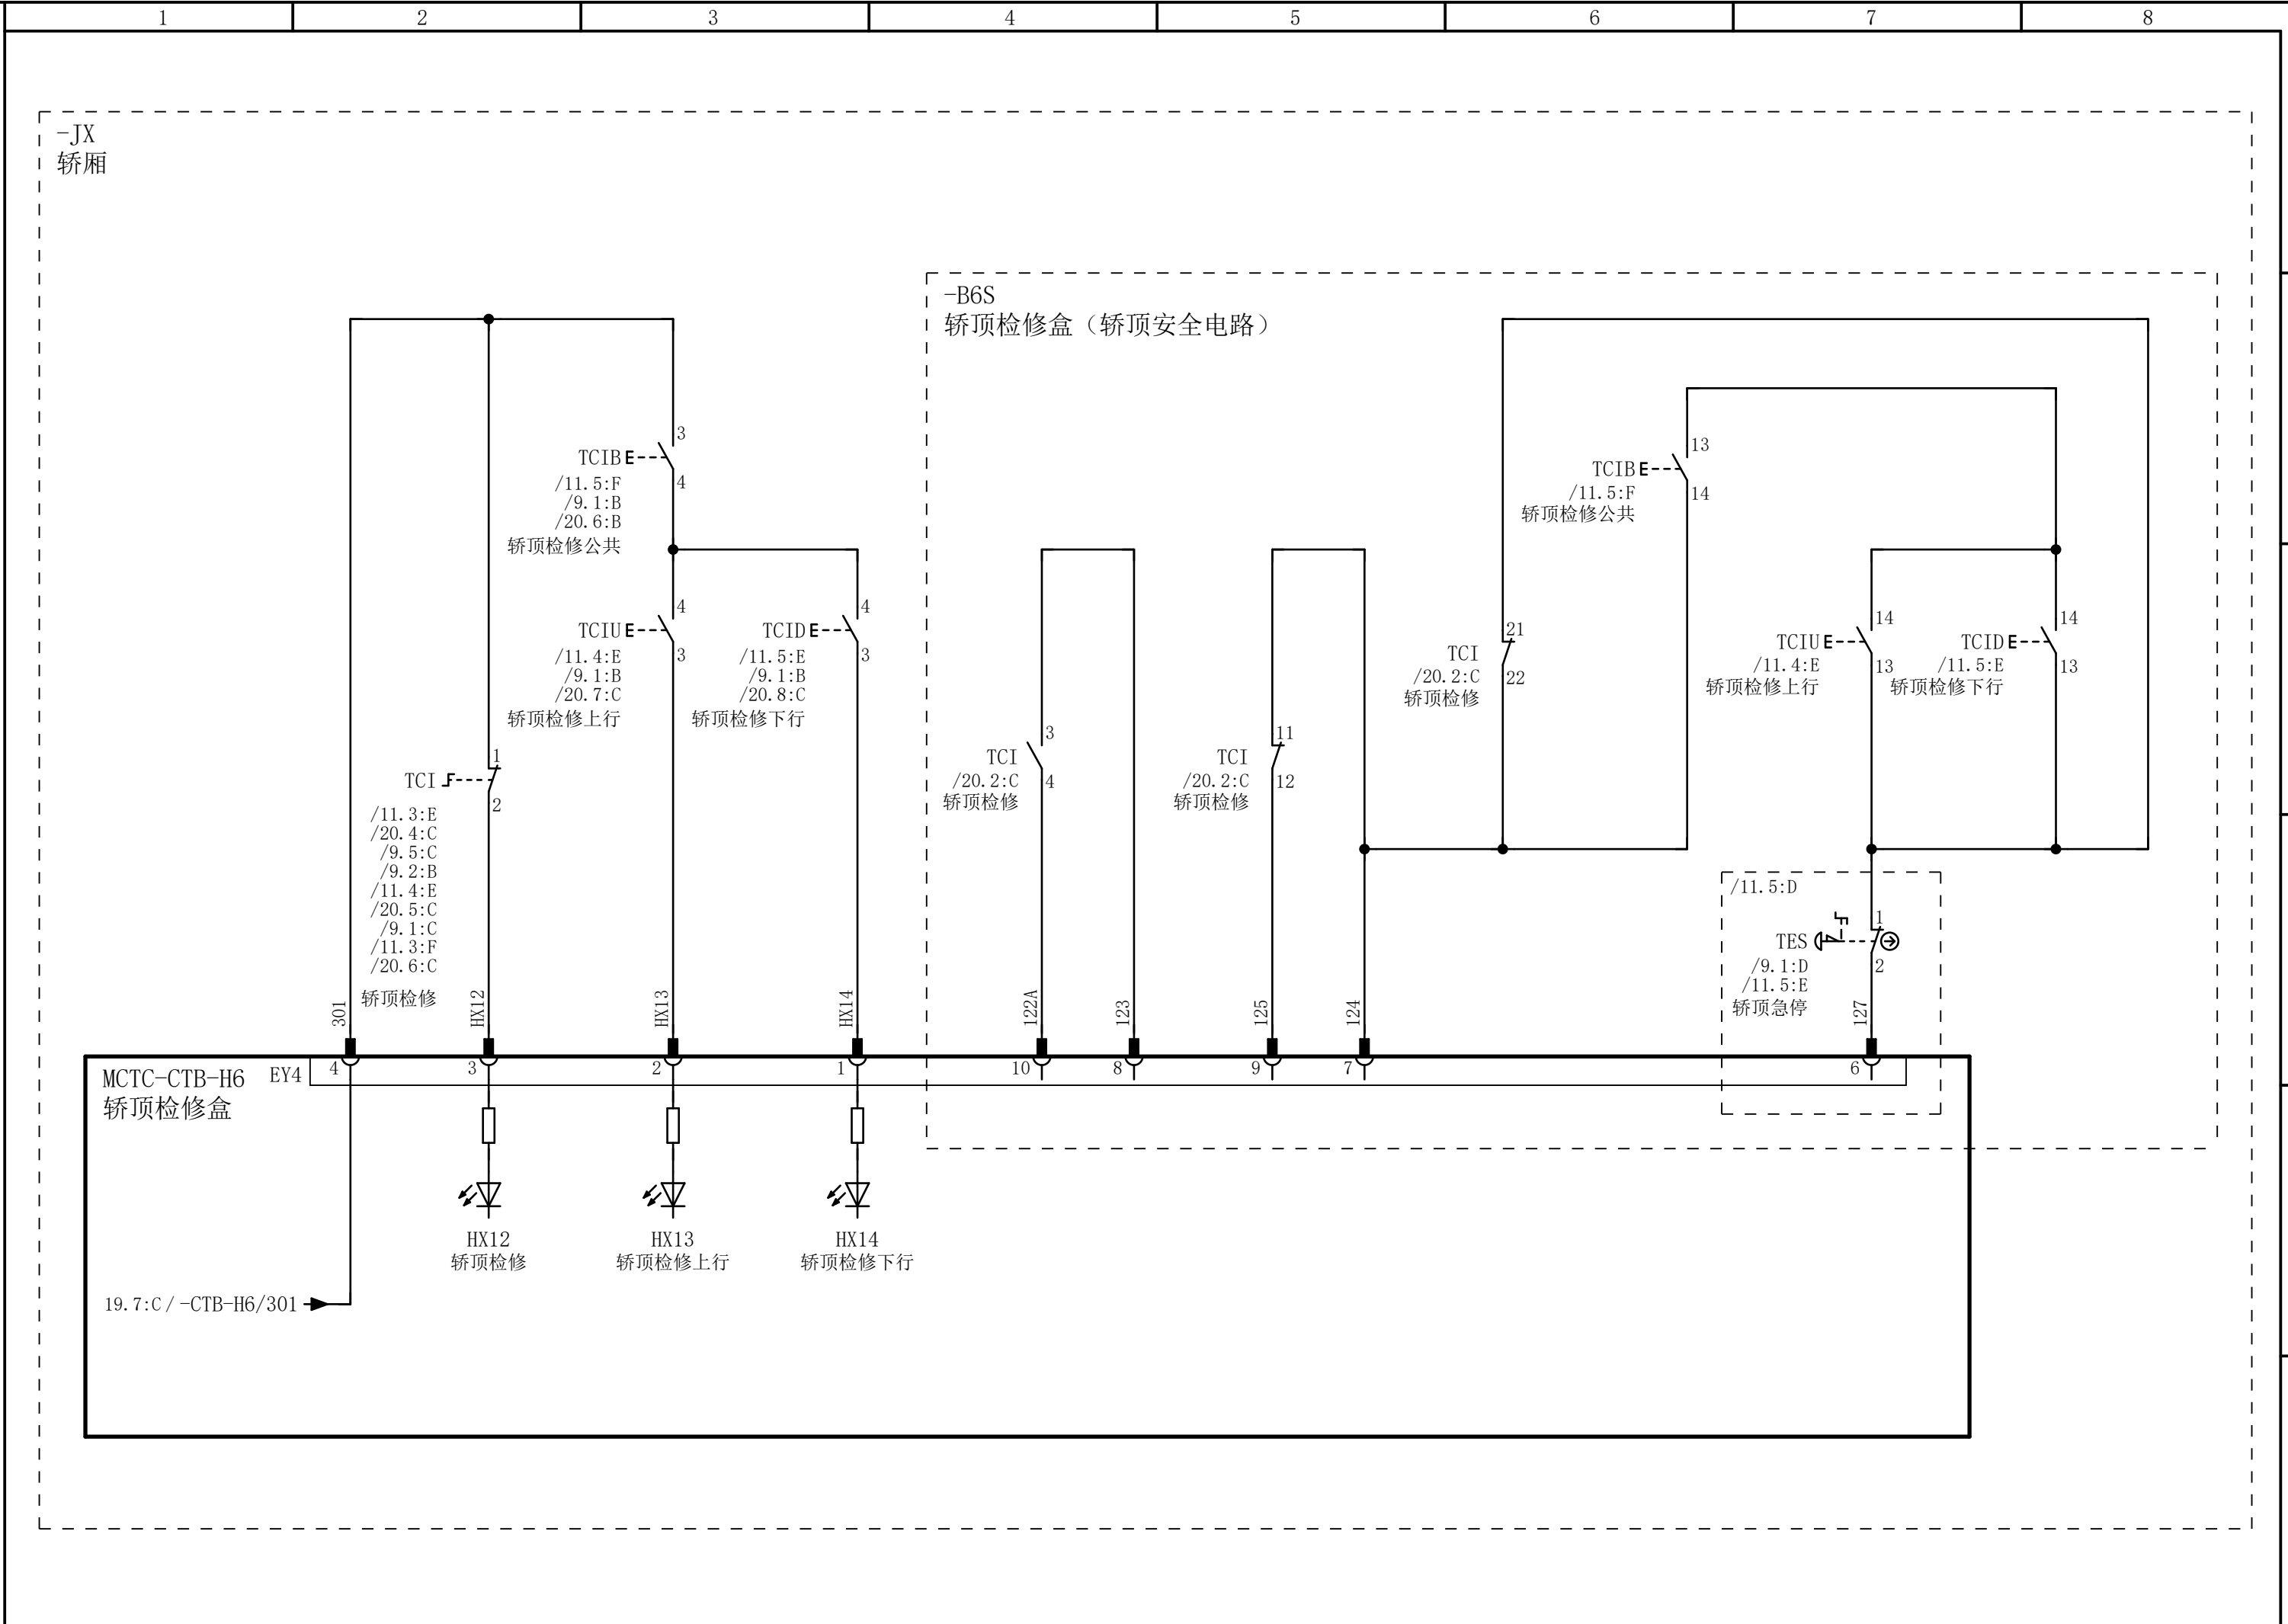 1 2 3 4 5 6 7 8
-JX
轿厢
-B6S
轿顶检修盒（轿顶安全电路）
3
TCIB
/11.5:F
4
/9.1:B
/20.6:B
轿顶检修公共
4
TCIU
/11.4:E
3
/9.1:B
/20.7:C
轿顶检修上行
4
TCID
/11.5:E
3
/9.1:B
/20.8:C
轿顶检修下行
1
TCI
2
/11.3:E
/20.4:C
/9.5:C
/9.2:B
/11.4:E
/20.5:C
/9.1:C
/11.3:F
/20.6:C
轿顶检修
3
TCI
/20.2:C
4
轿顶检修
11
TCI
/20.2:C
12
轿顶检修
21
TCI
/20.2:C
22
轿顶检修
13
TCIB
/11.5:F
14
轿顶检修公共
14
TCIU
/11.4:E
13
轿顶检修上行
14
TCID
/11.5:E
13
轿顶检修下行
/11.5:D
1
TES
/9.1:D
2
/11.5:E
轿顶急停
301 HX12 HX13 HX14 122A 123 125 124 127
MCTC-CTB-H6
轿顶检修盒
EY4
4 3 2 1 10 8 9 7 6
HX12
轿顶检修
HX13
轿顶检修上行
HX14
轿顶检修下行
19.7:C / -CTB-H6/301